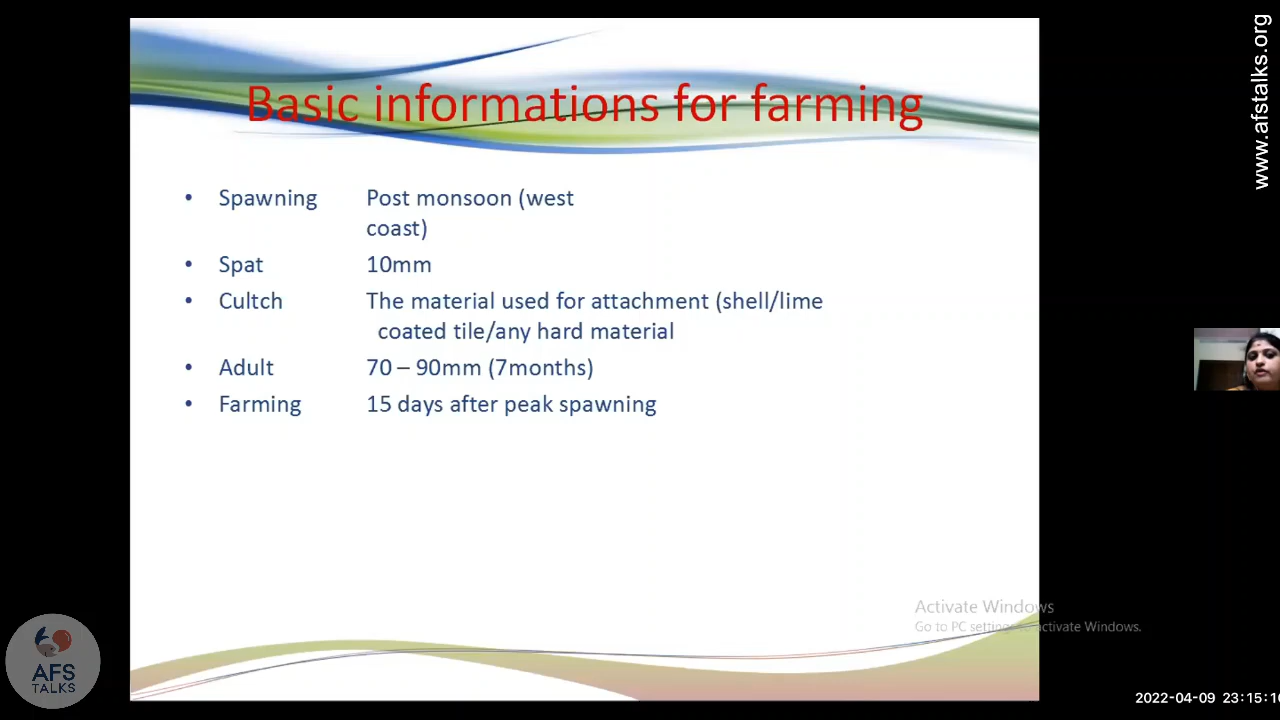 www.afstalks.org
Basic informations for farming
• Spawning Post monsoon (west
coast)
• Spat 10mm
• Cultch The material used for attachment (shell/lime
coated tile/any hard material
• Adult 70 – 90mm (7months)
• Farming 15 days after peak spawning
Activate Windows
Go to PC settings to activate Windows.
AFS
TALKS
2022-04-09 23:15:1